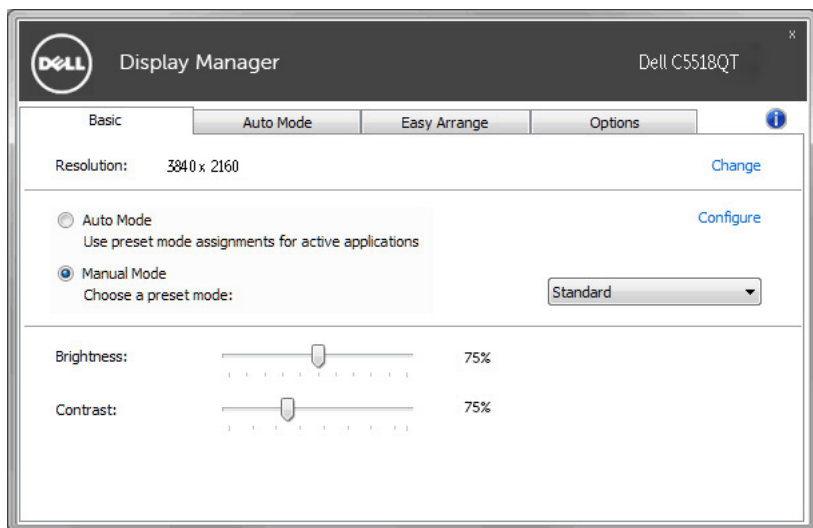 DELL
Display Manager
Dell C5518QT
x
Basic
Auto Mode
Easy Arrange
Options
i
Resolution: 3840 x 2160 Change
Auto Mode Configure
Use preset mode assignments for active applications
Manual Mode
Choose a preset mode: Standard
Brightness: 75%
Contrast: 75%